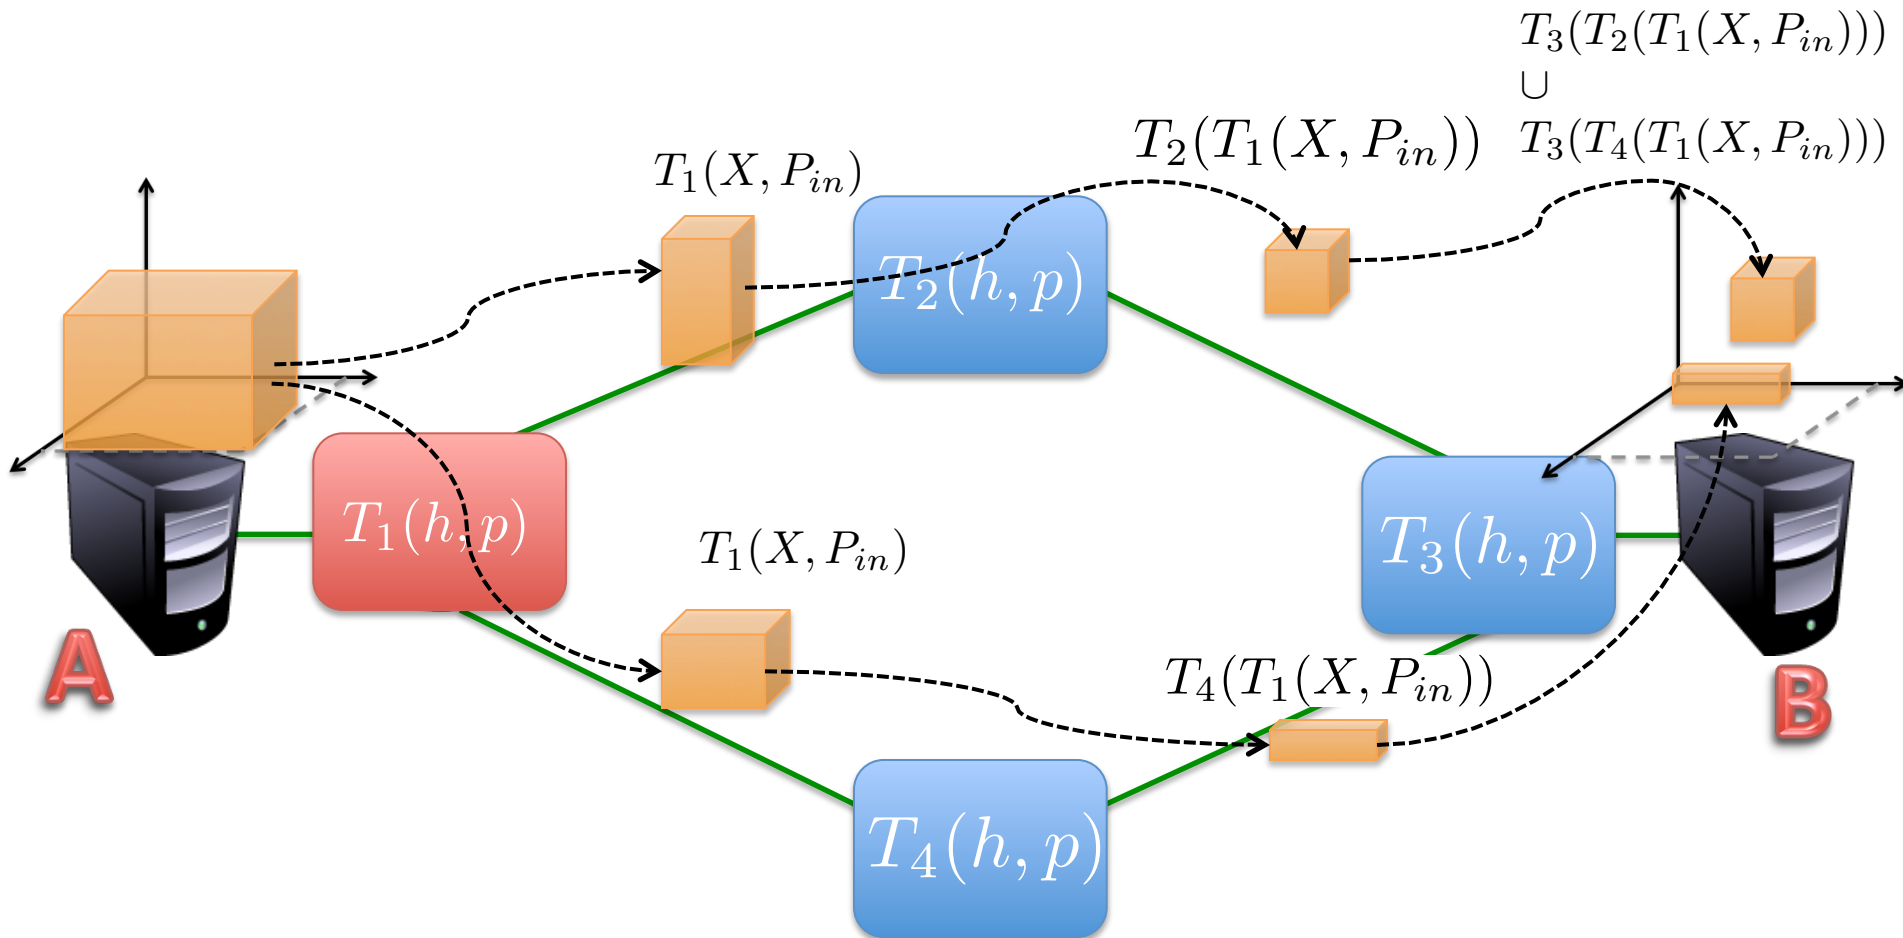 T₃(T₂(T₁(X, Pᵢₙ)))
∪
T₃(T₄(T₁(X, Pᵢₙ)))
T₂(T₁(X, Pᵢₙ))
T₁(X, Pᵢₙ)
T₂(h, p)
T₁(h, p)
T₃(h, p)
T₁(X, Pᵢₙ)
T₄(T₁(X, Pᵢₙ))
A
B
T₄(h, p)